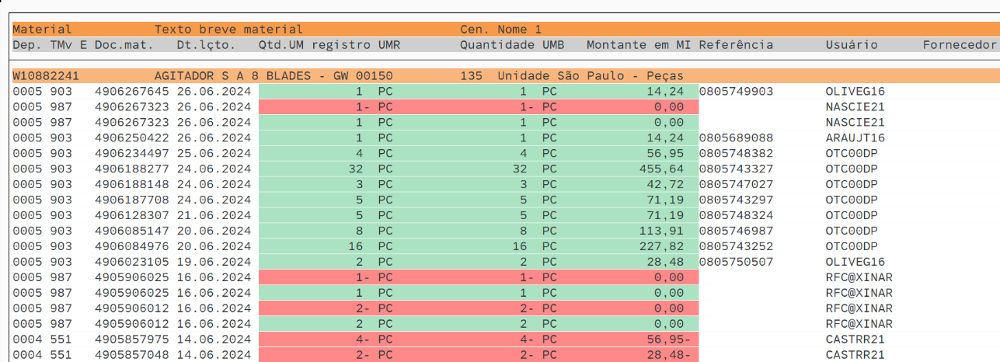 Material Texto breve material Cen. Nome 1
Dep. TMv E Doc.mat. Dt.lçto. Qtd.UM registro UMR Quantidade UMB Montante em MI Referência Usuário Fornecedor
W10882241 AGITADOR S A 8 BLADES - GW 00150 135 Unidade São Paulo - Peças
0005 903 4906267645 26.06.2024 1 PC 1 PC 14,24 0805749903 OLIVEG16
0005 987 4906267323 26.06.2024 1- PC 1- PC 0,00 NASCIE21
0005 987 4906267323 26.06.2024 1 PC 1 PC 0,00 NASCIE21
0005 903 4906250422 26.06.2024 1 PC 1 PC 14,24 0805689088 ARAUJT16
0005 903 4906234497 25.06.2024 4 PC 4 PC 56,95 0805748382 OTC00DP
0005 903 4906188277 24.06.2024 32 PC 32 PC 455,64 0805743327 OTC00DP
0005 903 4906188148 24.06.2024 3 PC 3 PC 42,72 0805747027 OTC00DP
0005 903 4906187708 24.06.2024 5 PC 5 PC 71,19 0805743297 OTC00DP
0005 903 4906128307 21.06.2024 5 PC 5 PC 71,19 0805748324 OTC00DP
0005 903 4906085147 20.06.2024 8 PC 8 PC 113,91 0805746987 OTC00DP
0005 903 4906084976 20.06.2024 16 PC 16 PC 227,82 0805743252 OTC00DP
0005 903 4906023105 19.06.2024 2 PC 2 PC 28,48 0805750507 OLIVEG16
0005 987 4905906025 16.06.2024 1- PC 1- PC 0,00 RFC@XINAR
0005 987 4905906025 16.06.2024 1 PC 1 PC 0,00 RFC@XINAR
0005 987 4905906012 16.06.2024 2- PC 2- PC 0,00 RFC@XINAR
0005 987 4905906012 16.06.2024 2 PC 2 PC 0,00 RFC@XINAR
0004 551 4905857975 14.06.2024 4- PC 4- PC 56,95- CASTRR21
0004 551 4905857048 14.06.2024 2- PC 2- PC 28,48- CASTRR21